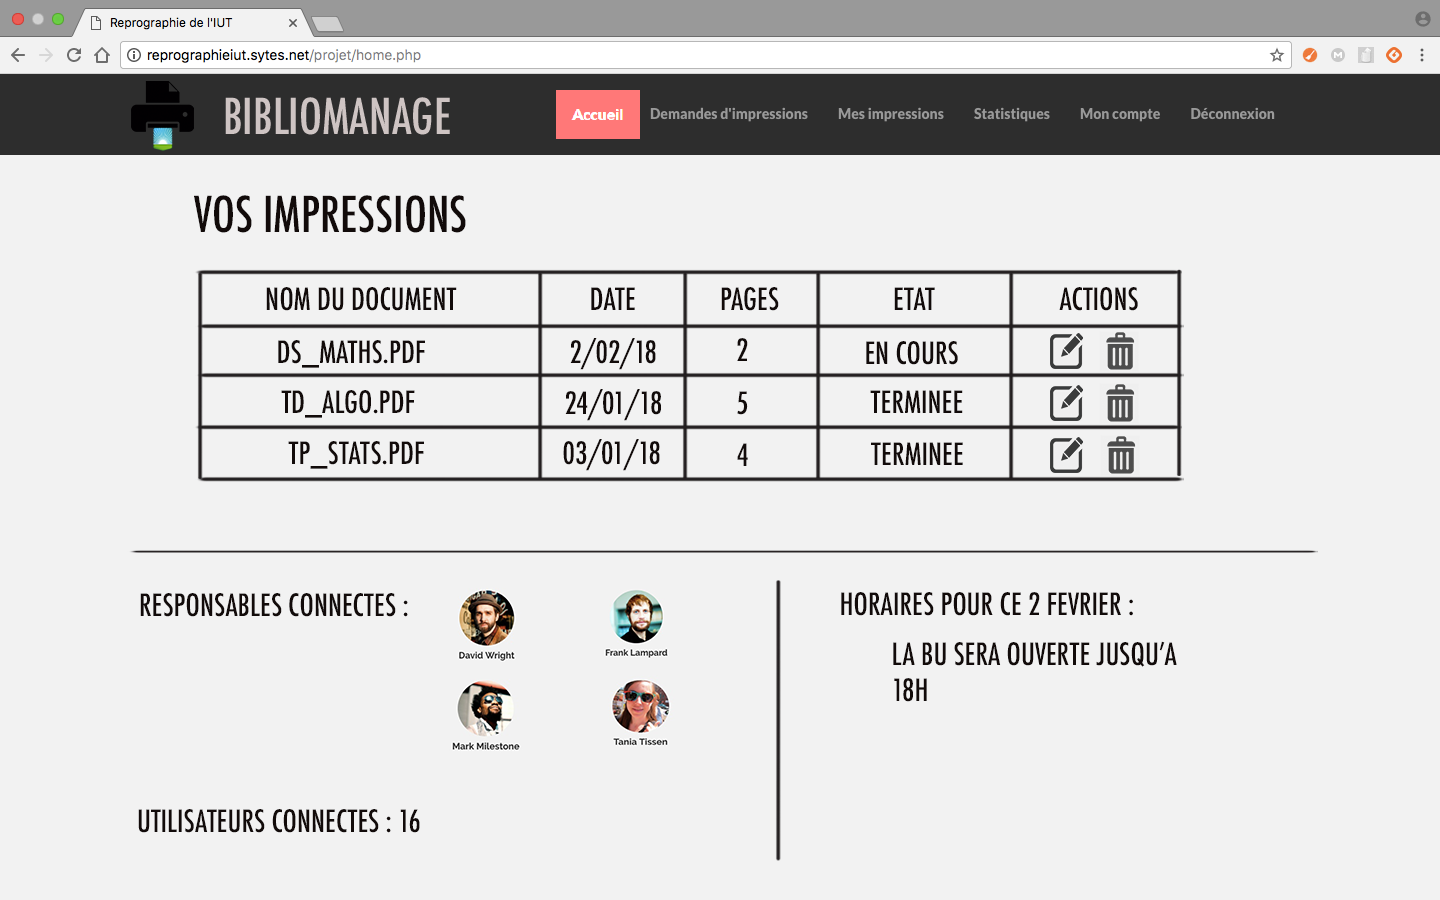 Reprographie de l'IUT
reprographieiut.sytes.net/projet/home.php
BIBLIOMANAGE
Accueil Demandes d'impressions Mes impressions Statistiques Mon compte Déconnexion
VOS IMPRESSIONS
NOM DU DOCUMENT DATE PAGES ETAT ACTIONS
DS_MATHS.PDF 2/02/18 2 EN COURS
TD_ALGO.PDF 24/01/18 5 TERMINEE
TP_STATS.PDF 03/01/18 4 TERMINEE
RESPONSABLES CONNECTES :
David Wright Frank Lampard
Mark Milestone Tania Tissen
UTILISATEURS CONNECTES : 16
HORAIRES POUR CE 2 FEVRIER :
LA BU SERA OUVERTE JUSQU'A
18H